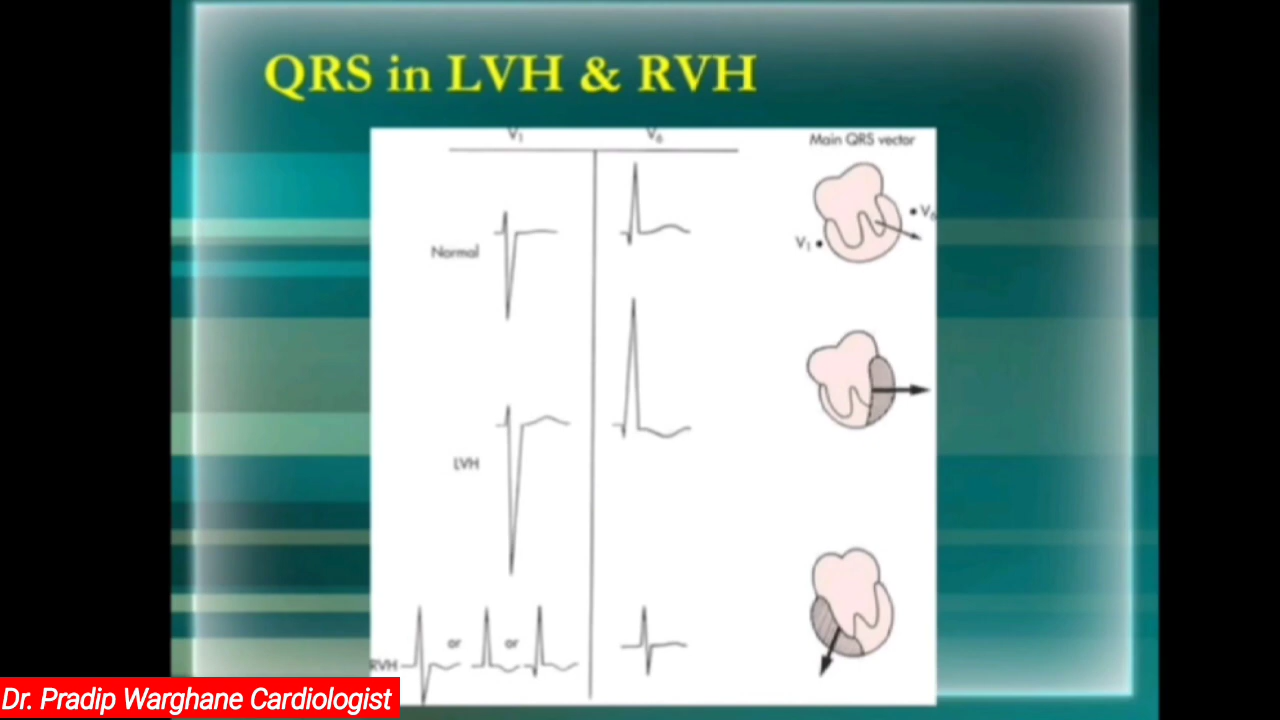 QRS in LVH & RVH
V1 V6 Main QRS vector
V6
V1
Normal
LVH
or or
RVH
Dr. Pradip Warghane Cardiologist